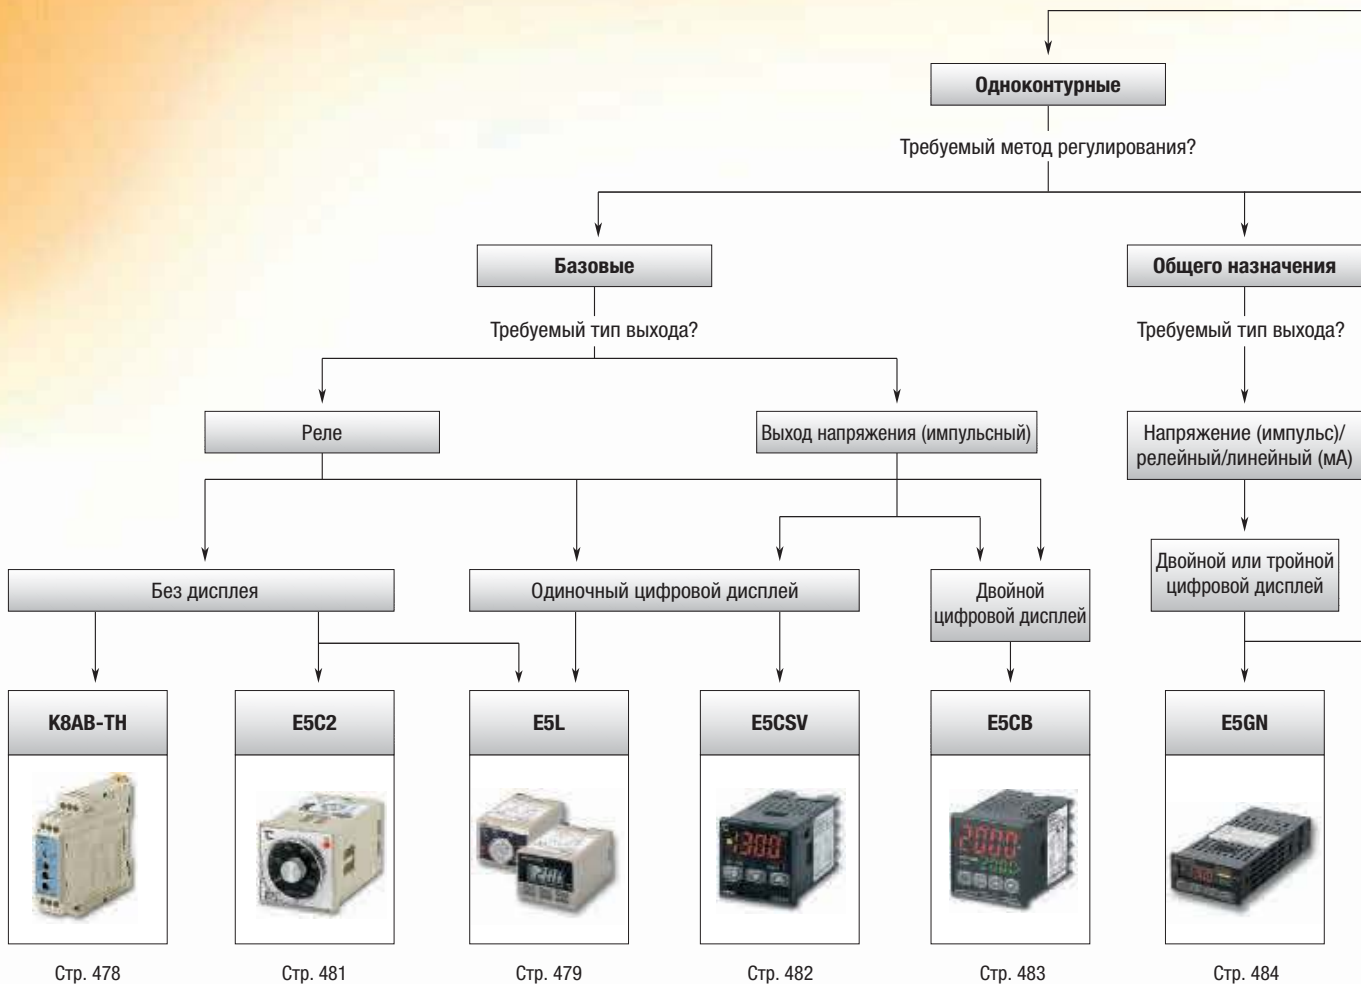 Одноконтурные
Требуемый метод регулирования?
Базовые
Общего назначения
Требуемый тип выхода?
Требуемый тип выхода?
Реле
Выход напряжения (импульсный)
Напряжение (импульс)/
релейный/линейный (мА)
Без дисплея
Одиночный цифровой дисплей
Двойной
цифровой дисплей
Двойной или тройной
цифровой дисплей
K8AB-TH
E5C2
E5L
E5CSV
E5CB
E5GN
Стр. 478
Стр. 481
Стр. 479
Стр. 482
Стр. 483
Стр. 484